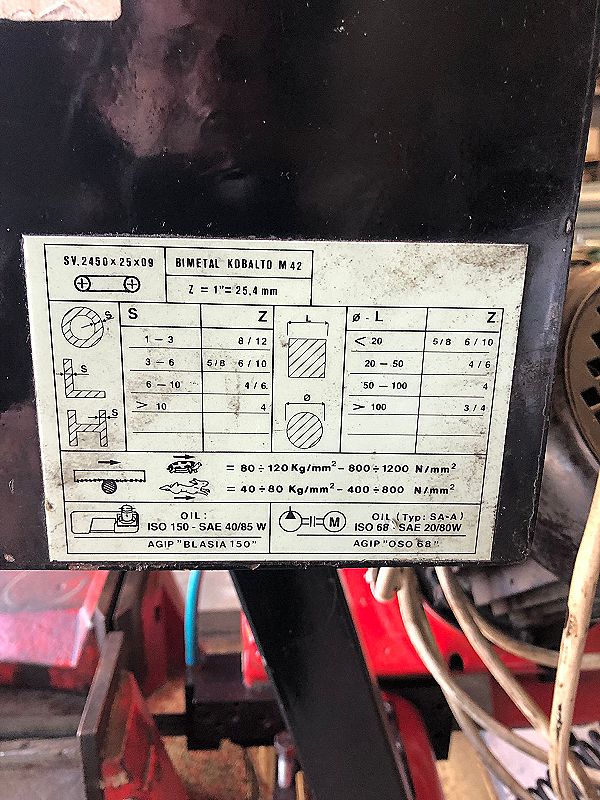 SV.2450×25×09
BIMETAL KOBALTO M 42
Z = 1"= 25,4 mm
S Z
1 – 3 8/12
3 – 6 5/8 6/10
6 – 10 4/6
> 10 4
S
S
S
L
Ø
Ø - L Z
< 20 5/8 6/10
20 – 50 4/6
50 – 100 4
> 100 3/4
= 80 ÷ 120 Kg/mm² – 800 ÷ 1200 N/mm²
= 40 ÷ 80 Kg/mm² – 400 ÷ 800 N/mm²
OIL:
ISO 150 - SAE 40/85 W
AGIP "BLASIA 150"
M
OIL (Typ: SA-A)
ISO 68 - SAE 20/80W
AGIP "OSO 68"